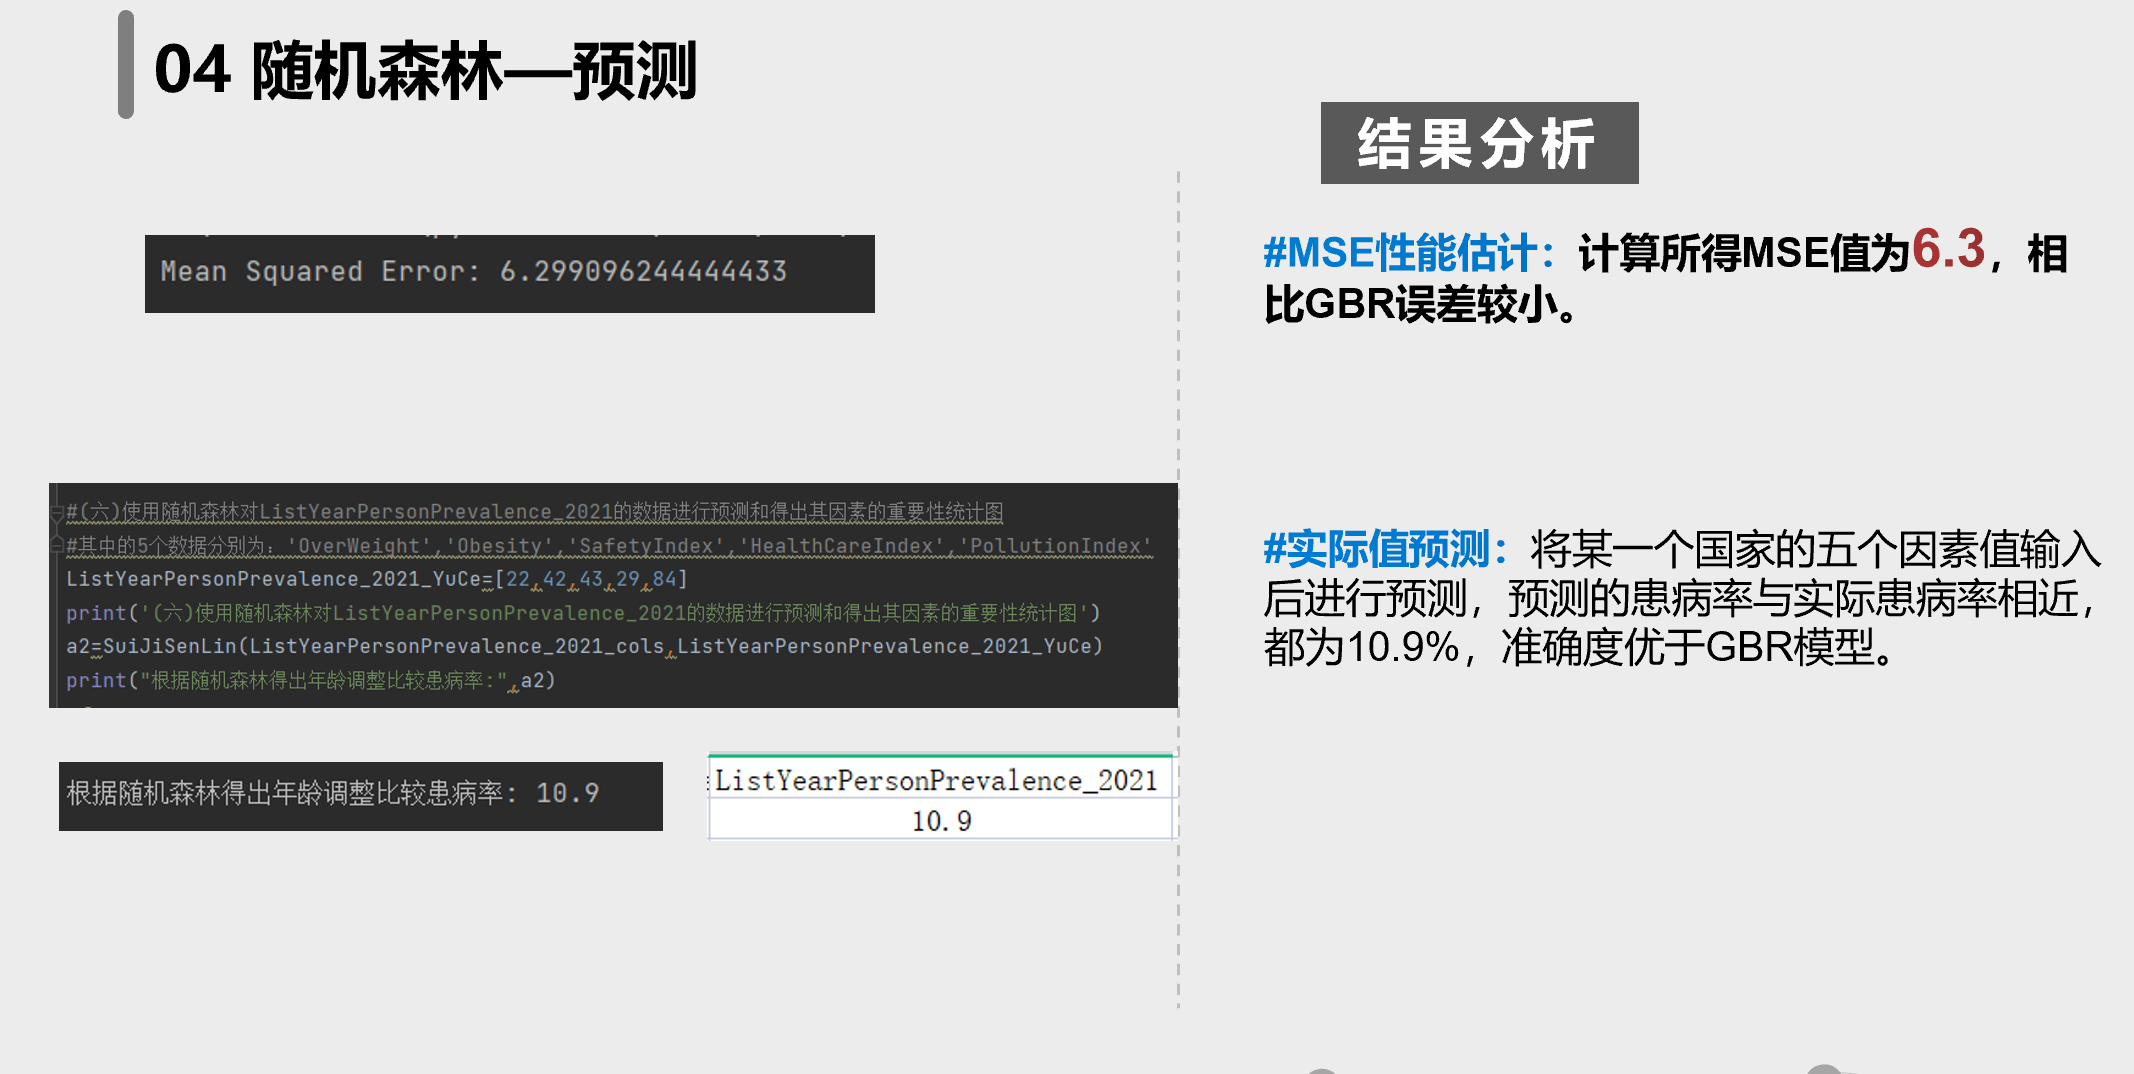 04 随机森林—预测
Mean Squared Error: 6.299096244444433
#(六)使用随机森林对ListYearPersonPrevalence_2021的数据进行预测和得出其因素的重要性统计图
#其中的5个数据分别为：'OverWeight','Obesity','SafetyIndex','HealthCareIndex','PollutionIndex'
ListYearPersonPrevalence_2021_YuCe=[22,42,43,29,84]
print('(六)使用随机森林对ListYearPersonPrevalence_2021的数据进行预测和得出其因素的重要性统计图')
a2=SuiJiSenLin(ListYearPersonPrevalence_2021_cols,ListYearPersonPrevalence_2021_YuCe)
print("根据随机森林得出年龄调整比较患病率:",a2)
根据随机森林得出年龄调整比较患病率: 10.9
ListYearPersonPrevalence_2021
10.9
结果分析
#MSE性能估计：计算所得MSE值为6.3，相
比GBR误差较小。
#实际值预测：将某一个国家的五个因素值输入
后进行预测，预测的患病率与实际患病率相近，
都为10.9%，准确度优于GBR模型。